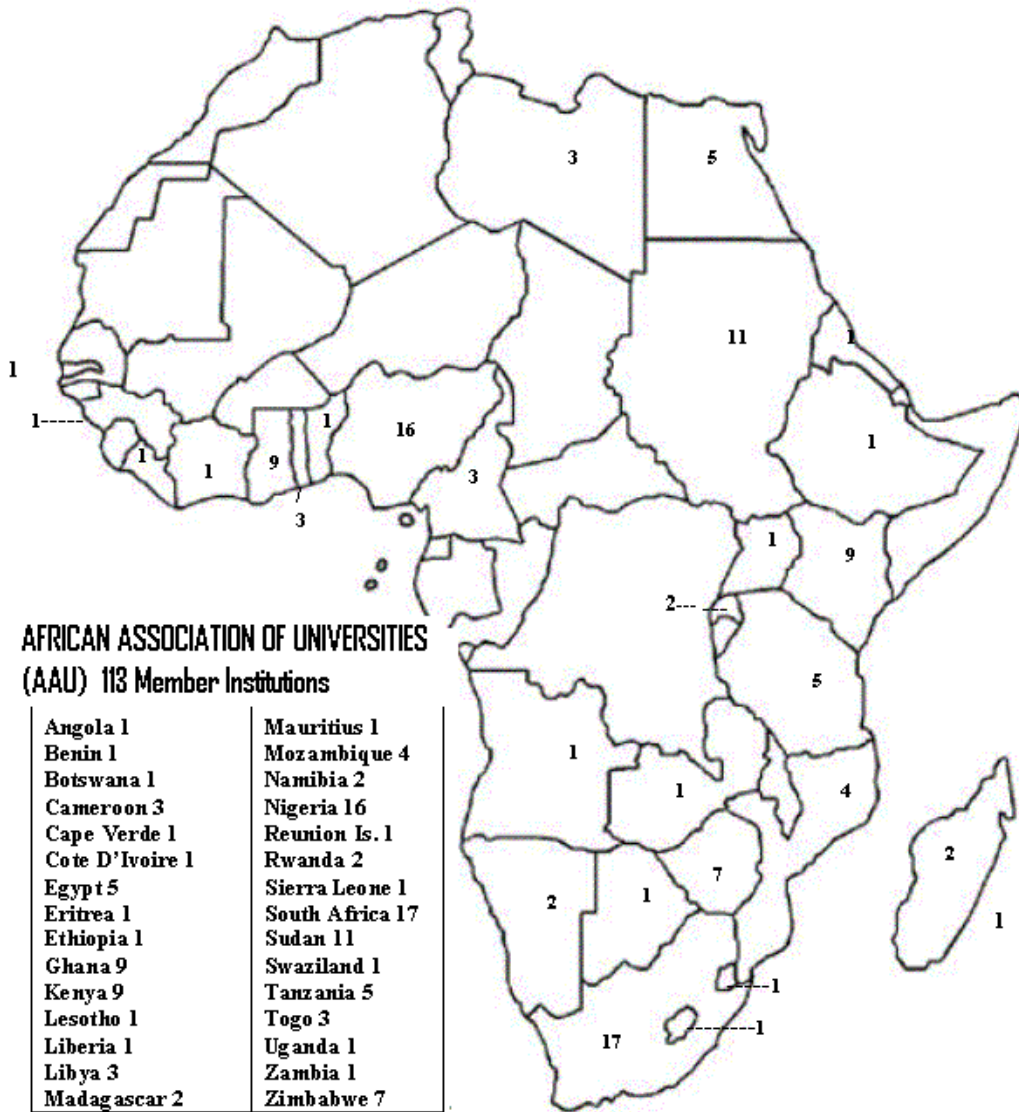 3
5
11
1
1
1-----
1
16
9
1
1
3
1
3
1
9
2---
5
AFRICAN ASSOCIATION OF UNIVERSITIES
(AAU) 113 Member Institutions
Angola 1
Benin 1
Botswana 1
Cameroon 3
Cape Verde 1
Cote D'Ivoire 1
Egypt 5
Eritrea 1
Ethiopia 1
Ghana 9
Kenya 9
Lesotho 1
Liberia 1
Libya 3
Madagascar 2
Mauritius 1
Mozambique 4
Namibia 2
Nigeria 16
Reunion Is. 1
Rwanda 2
Sierra Leone 1
South Africa 17
Sudan 11
Swaziland 1
Tanzania 5
Togo 3
Uganda 1
Zambia 1
Zimbabwe 7
1
1
4
2
7
2
1
1
----1
17
---------1